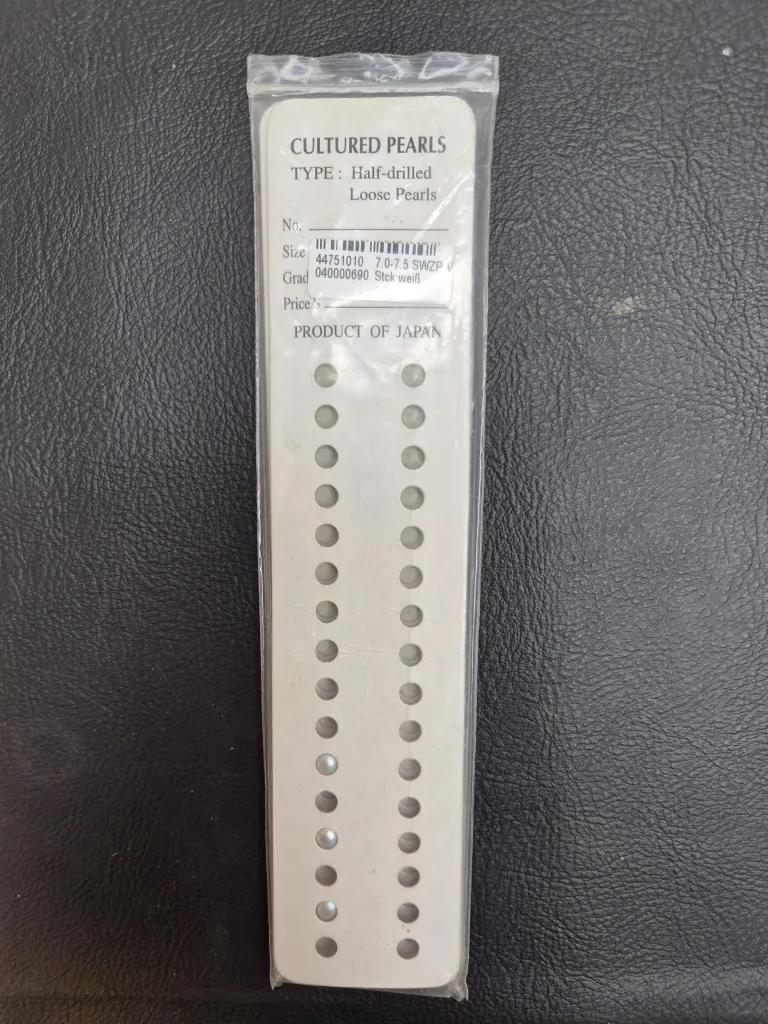 CULTURED PEARLS
TYPE : Half-drilled
Loose Pearls
No.
Size
44751010 7.0-7.5 SWZP
Grad
040000690 Stck weiß
Price
PRODUCT OF JAPAN